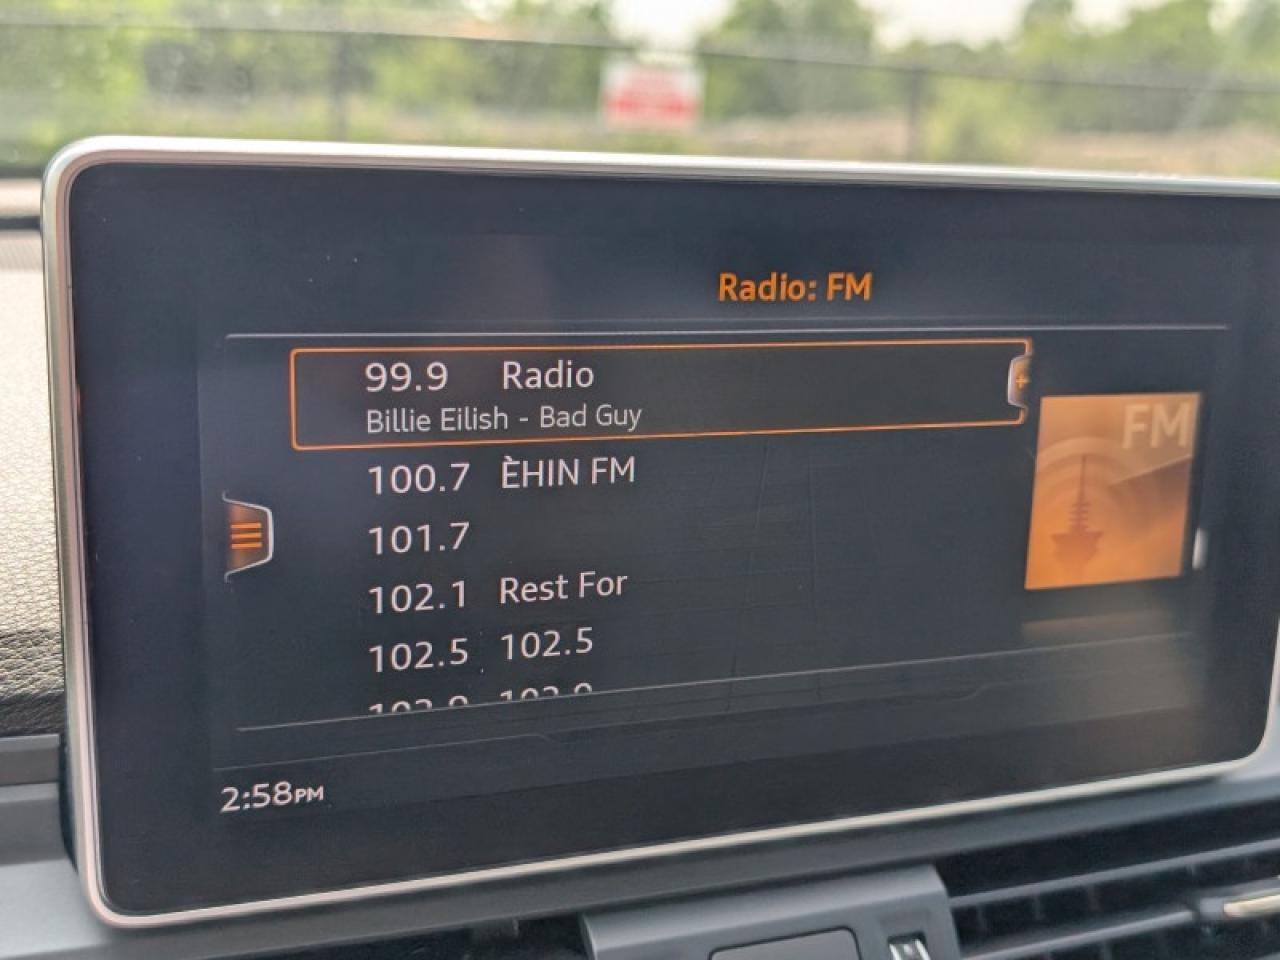 Radio: FM
99.9 Radio
Billie Eilish - Bad Guy
FM
100.7 ÈHIN FM
101.7
102.1 Rest For
102.5 102.5
2:58PM